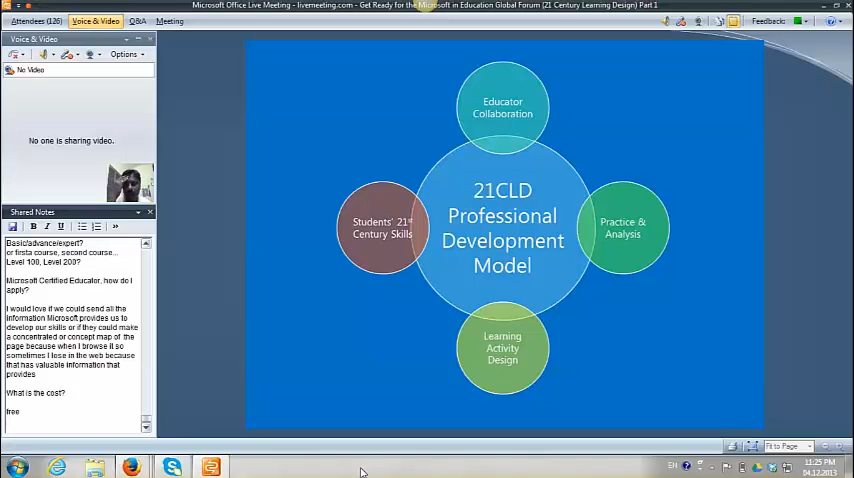 Microsoft Office Live Meeting - livemeeting.com - Get Ready for the Microsoft in Education Global Forum (21 Century Learning Design) Part 1
Attendees (126) Voice & Video Q&A Meeting
Feedback:
Voice & Video
Options
No Video
No one is sharing video.
Shared Notes
B I U
Basic/advance/expert?
or firsta course, second course...
Level 100, Level 200?
Microsoft Certified Educator, how do I
apply?
I would love if we could send all the
information Microsoft provides us to
develop our skills or if they could make
a concentrated or concept map of the
page because when I browse it so
sometimes I lose in the web because
that has valuable information that
provides
What is the cost?
free
Educator
Collaboration
Students' 21st
Century Skills
21CLD
Professional
Development
Model
Practice &
Analysis
Learning
Activity
Design
Fit to Page
EN
11:25 PM
04.12.2013